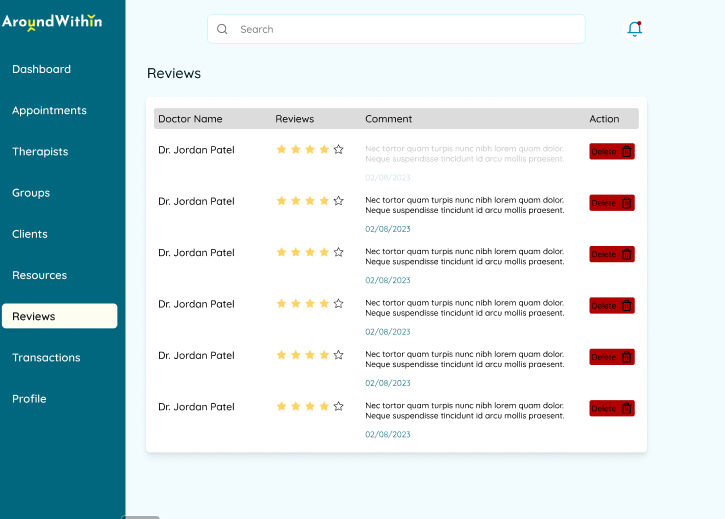 AroundWithin
Search
Dashboard
Appointments
Therapists
Groups
Clients
Resources
Reviews
Transactions
Profile
Reviews
Doctor Name Reviews Comment Action
Dr. Jordan Patel Nec tortor quam turpis nunc nibh lorem quam dolor. Delete
Neque suspendisse tincidunt id arcu mollis praesent.
02/08/2023
Dr. Jordan Patel Nec tortor quam turpis nunc nibh lorem quam dolor. Delete
Neque suspendisse tincidunt id arcu mollis praesent.
02/08/2023
Dr. Jordan Patel Nec tortor quam turpis nunc nibh lorem quam dolor. Delete
Neque suspendisse tincidunt id arcu mollis praesent.
02/08/2023
Dr. Jordan Patel Nec tortor quam turpis nunc nibh lorem quam dolor. Delete
Neque suspendisse tincidunt id arcu mollis praesent.
02/08/2023
Dr. Jordan Patel Nec tortor quam turpis nunc nibh lorem quam dolor. Delete
Neque suspendisse tincidunt id arcu mollis praesent.
02/08/2023
Dr. Jordan Patel Nec tortor quam turpis nunc nibh lorem quam dolor. Delete
Neque suspendisse tincidunt id arcu mollis praesent.
02/08/2023